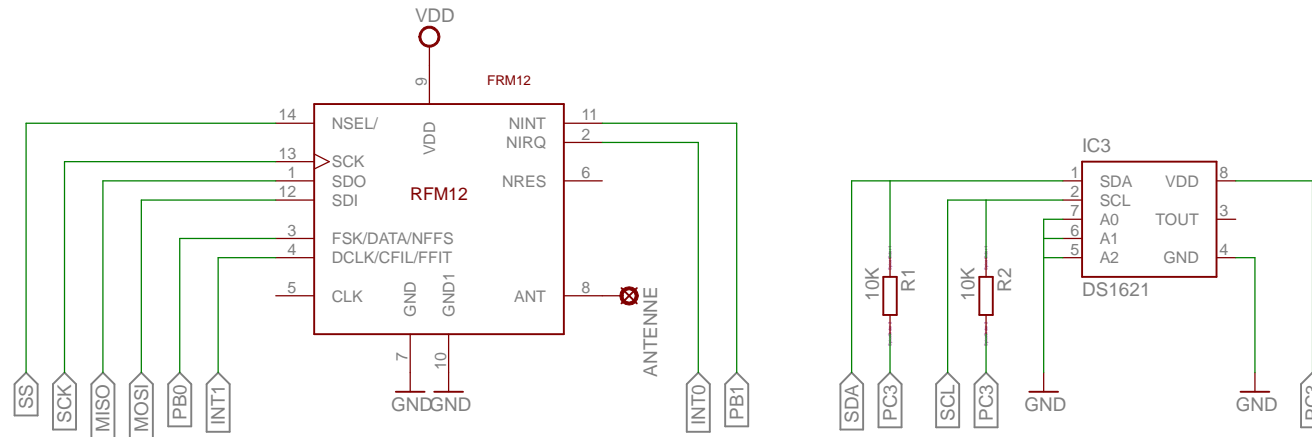 VDD
9
FRM12
14 NSEL/ VDD NINT 11
NIRQ 2
13 SCK
1 SDO RFM12 NRES 6
12 SDI
3 FSK/DATA/NFFS
4 DCLK/CFIL/FFIT
5 CLK GND GND1 ANT 8
ANTENNE
7 10
GND GND
SS SCK MISO MOSI PB0 INT1 INT0 PB1
IC3
1 SDA VDD 8
2 SCL
7 A0 TOUT 3
6 A1
5 A2 GND 4
DS1621
10K R1 10K R2
SDA PC3 SCL PC3 GND GND PC3